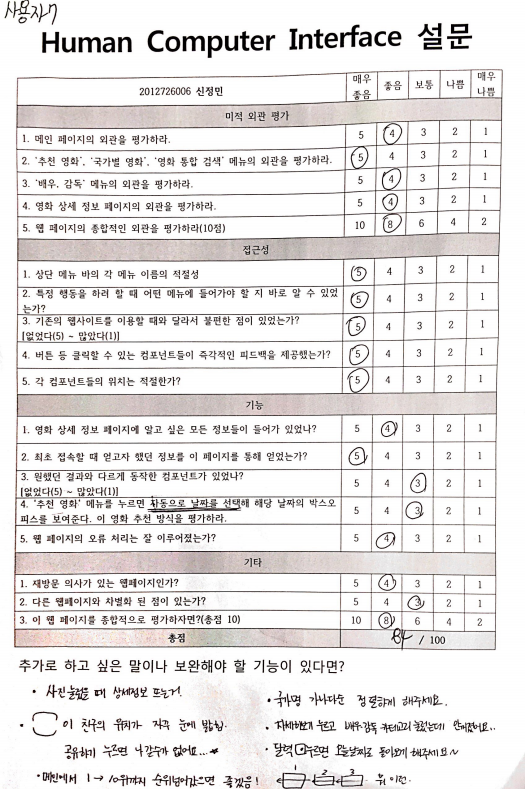 사용자7
Human Computer Interface 설문
2012726006 신정민 매우 좋음 좋음 보통 나쁨 매우 나쁨
미적 외관 평가
1. 메인 페이지의 외관을 평가하라. 5 4 3 2 1
2. '추천 영화', '국가별 영화', '영화 통합 검색' 메뉴의 외관을 평가하라. 5 4 3 2 1
3. '배우, 감독' 메뉴의 외관을 평가하라. 5 4 3 2 1
4. 영화 상세 정보 페이지의 외관을 평가하라. 5 4 3 2 1
5. 웹 페이지의 종합적인 외관을 평가하라(10점) 10 8 6 4 2
접근성
1. 상단 메뉴 바의 각 메뉴 이름의 적절성 5 4 3 2 1
2. 특정 행동을 하려 할 때 어떤 메뉴에 들어가야 할 지 바로 알 수 있었
는가? 5 4 3 2 1
3. 기존의 웹사이트를 이용할 때와 달라서 불편한 점이 있었는가?
[없었다(5) ~ 많았다(1)] 5 4 3 2 1
4. 버튼 등 클릭할 수 있는 컴포넌트들이 즉각적인 피드백을 제공했는가? 5 4 3 2 1
5. 각 컴포넌트들의 위치는 적절한가? 5 4 3 2 1
기능
1. 영화 상세 정보 페이지에 알고 싶은 모든 정보들이 들어가 있었나? 5 4 3 2 1
2. 최초 접속할 때 얻고자 했던 정보를 이 페이지를 통해 얻었는가? 5 4 3 2 1
3. 원했던 결과와 다르게 동작한 컴포넌트가 있었나?
[없었다(5) ~ 많았다(1)] 5 4 3 2 1
4. '추천 영화' 메뉴를 누르면 자동으로 날짜를 선택해 해당 날짜의 박스오
피스를 보여준다. 이 영화 추천 방식을 평가하라. 5 4 3 2 1
5. 웹 페이지의 오류 처리는 잘 이루어졌는가? 5 4 3 2 1
기타
1. 재방문 의사가 있는 웹페이지인가? 5 4 3 2 1
2. 다른 웹페이지와 차별화 된 점이 있는가? 5 4 3 2 1
3. 이 웹 페이지를 종합적으로 평가하자면?(총점 10) 10 8 6 4 2
총점 84 / 100
추가로 하고 싶은 말이나 보완해야 할 기능이 있다면?
• 사진 눌렀을 때 상세정보 뜨는거.
• 국가명 가나다순 정렬하게 해주세요.
• 이 친구의 위치가 자꾸 눈에 밟힘.
공유하기 누르면 나갈수가 없어요...
• 자세히보기 누르고 배우 감독 카테고리 눌렀는데 안돼졌어요..
• 달력 누르면 오늘날짜로 돌아오게 해주세요~
• 메인에서 1 → 10위까지 순위넘어갔으면 좋겠음!
1 2 3 뭐 이런.